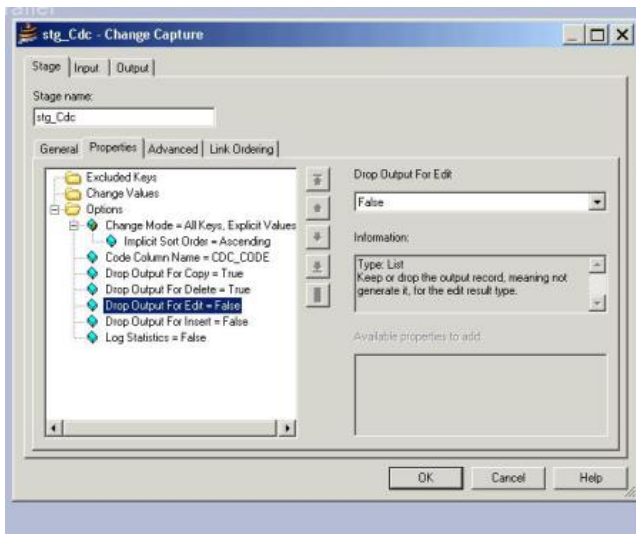 stg_Cdc - Change Capture
Stage Input Output
Stage name:
stg_Cdc
General Properties Advanced Link Ordering
Excluded Keys
Change Values
Options
Change Mode = All Keys, Explicit Values
Implicit Sort Order = Ascending
Code Column Name = CDC_CODE
Drop Output For Copy = True
Drop Output For Delete = True
Drop Output For Edit = False
Drop Output For Insert = False
Log Statistics = False
Drop Output For Edit
False
Information:
Type: List
Keep or drop the output record, meaning not
generate it, for the edit result type.
Available properties to add:
OK Cancel Help